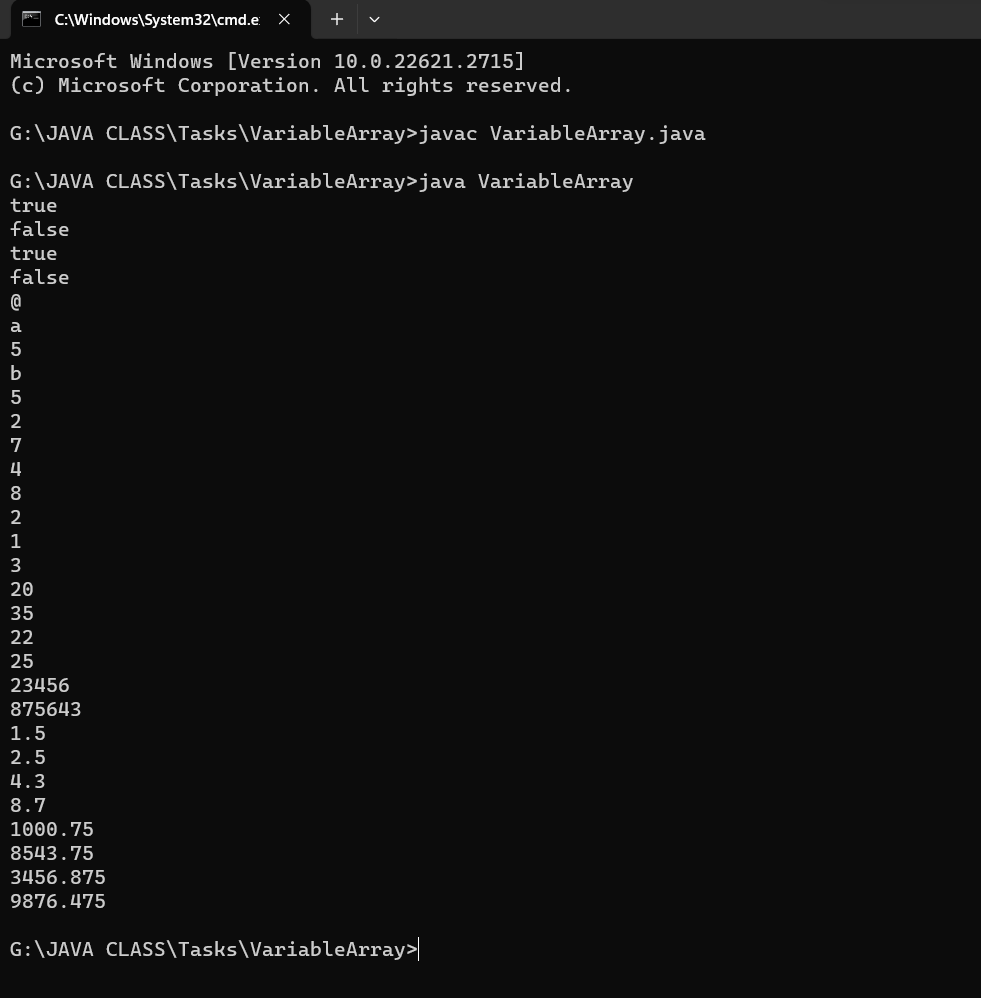 C:\Windows\System32\cmd.e
Microsoft Windows [Version 10.0.22621.2715]
(c) Microsoft Corporation. All rights reserved.
G:\JAVA CLASS\Tasks\VariableArray>javac VariableArray.java
G:\JAVA CLASS\Tasks\VariableArray>java VariableArray
true
false
true
false
@
a
5
b
5
2
7
4
8
2
1
3
20
35
22
25
23456
875643
1.5
2.5
4.3
8.7
1000.75
8543.75
3456.875
9876.475
G:\JAVA CLASS\Tasks\VariableArray>